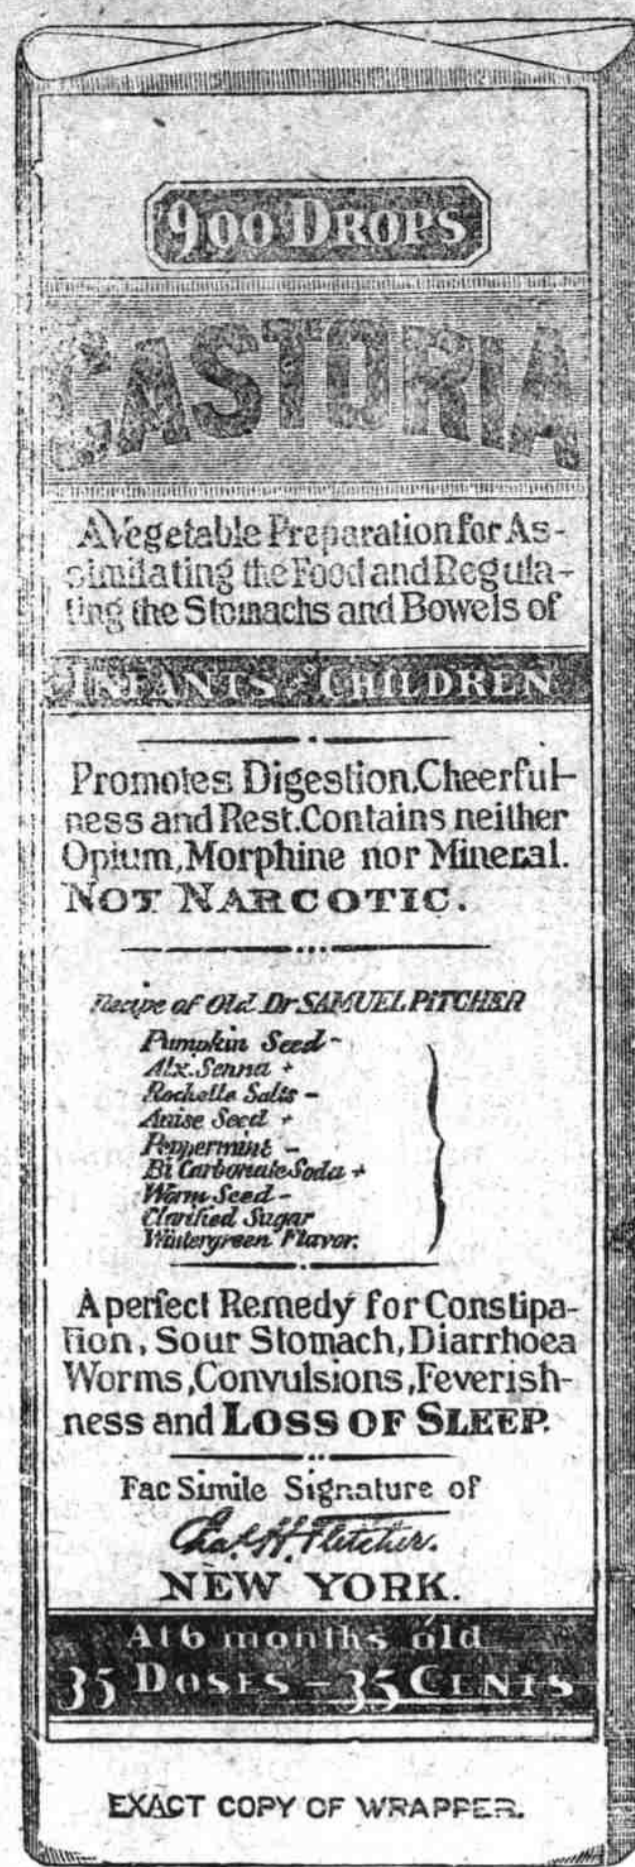 900 DROPS
CASTORIA
A Vegetable Preparation for As-
similating the Food and Regula-
ting the Stomachs and Bowels of
INFANTS AND CHILDREN
Promotes Digestion, Cheerful-
ness and Rest. Contains neither
Opium, Morphine nor Mineral.
NOT NARCOTIC.
Recipe of Old Dr SAMUEL PITCHER
Pumpkin Seed -
Alx. Senna +
Rochelle Salts -
Anise Seed +
Peppermint -
Bi Carbonate Soda +
Worm Seed -
Clarified Sugar
Wintergreen Flavor.
A perfect Remedy for Constipa-
tion, Sour Stomach, Diarrhoea
Worms, Convulsions, Feverish-
ness and LOSS OF SLEEP.
Fac Simile Signature of
Chas. H. Fletcher.
NEW YORK.
At 6 months old
35 DOSES - 35 CENTS
EXACT COPY OF WRAPPER.